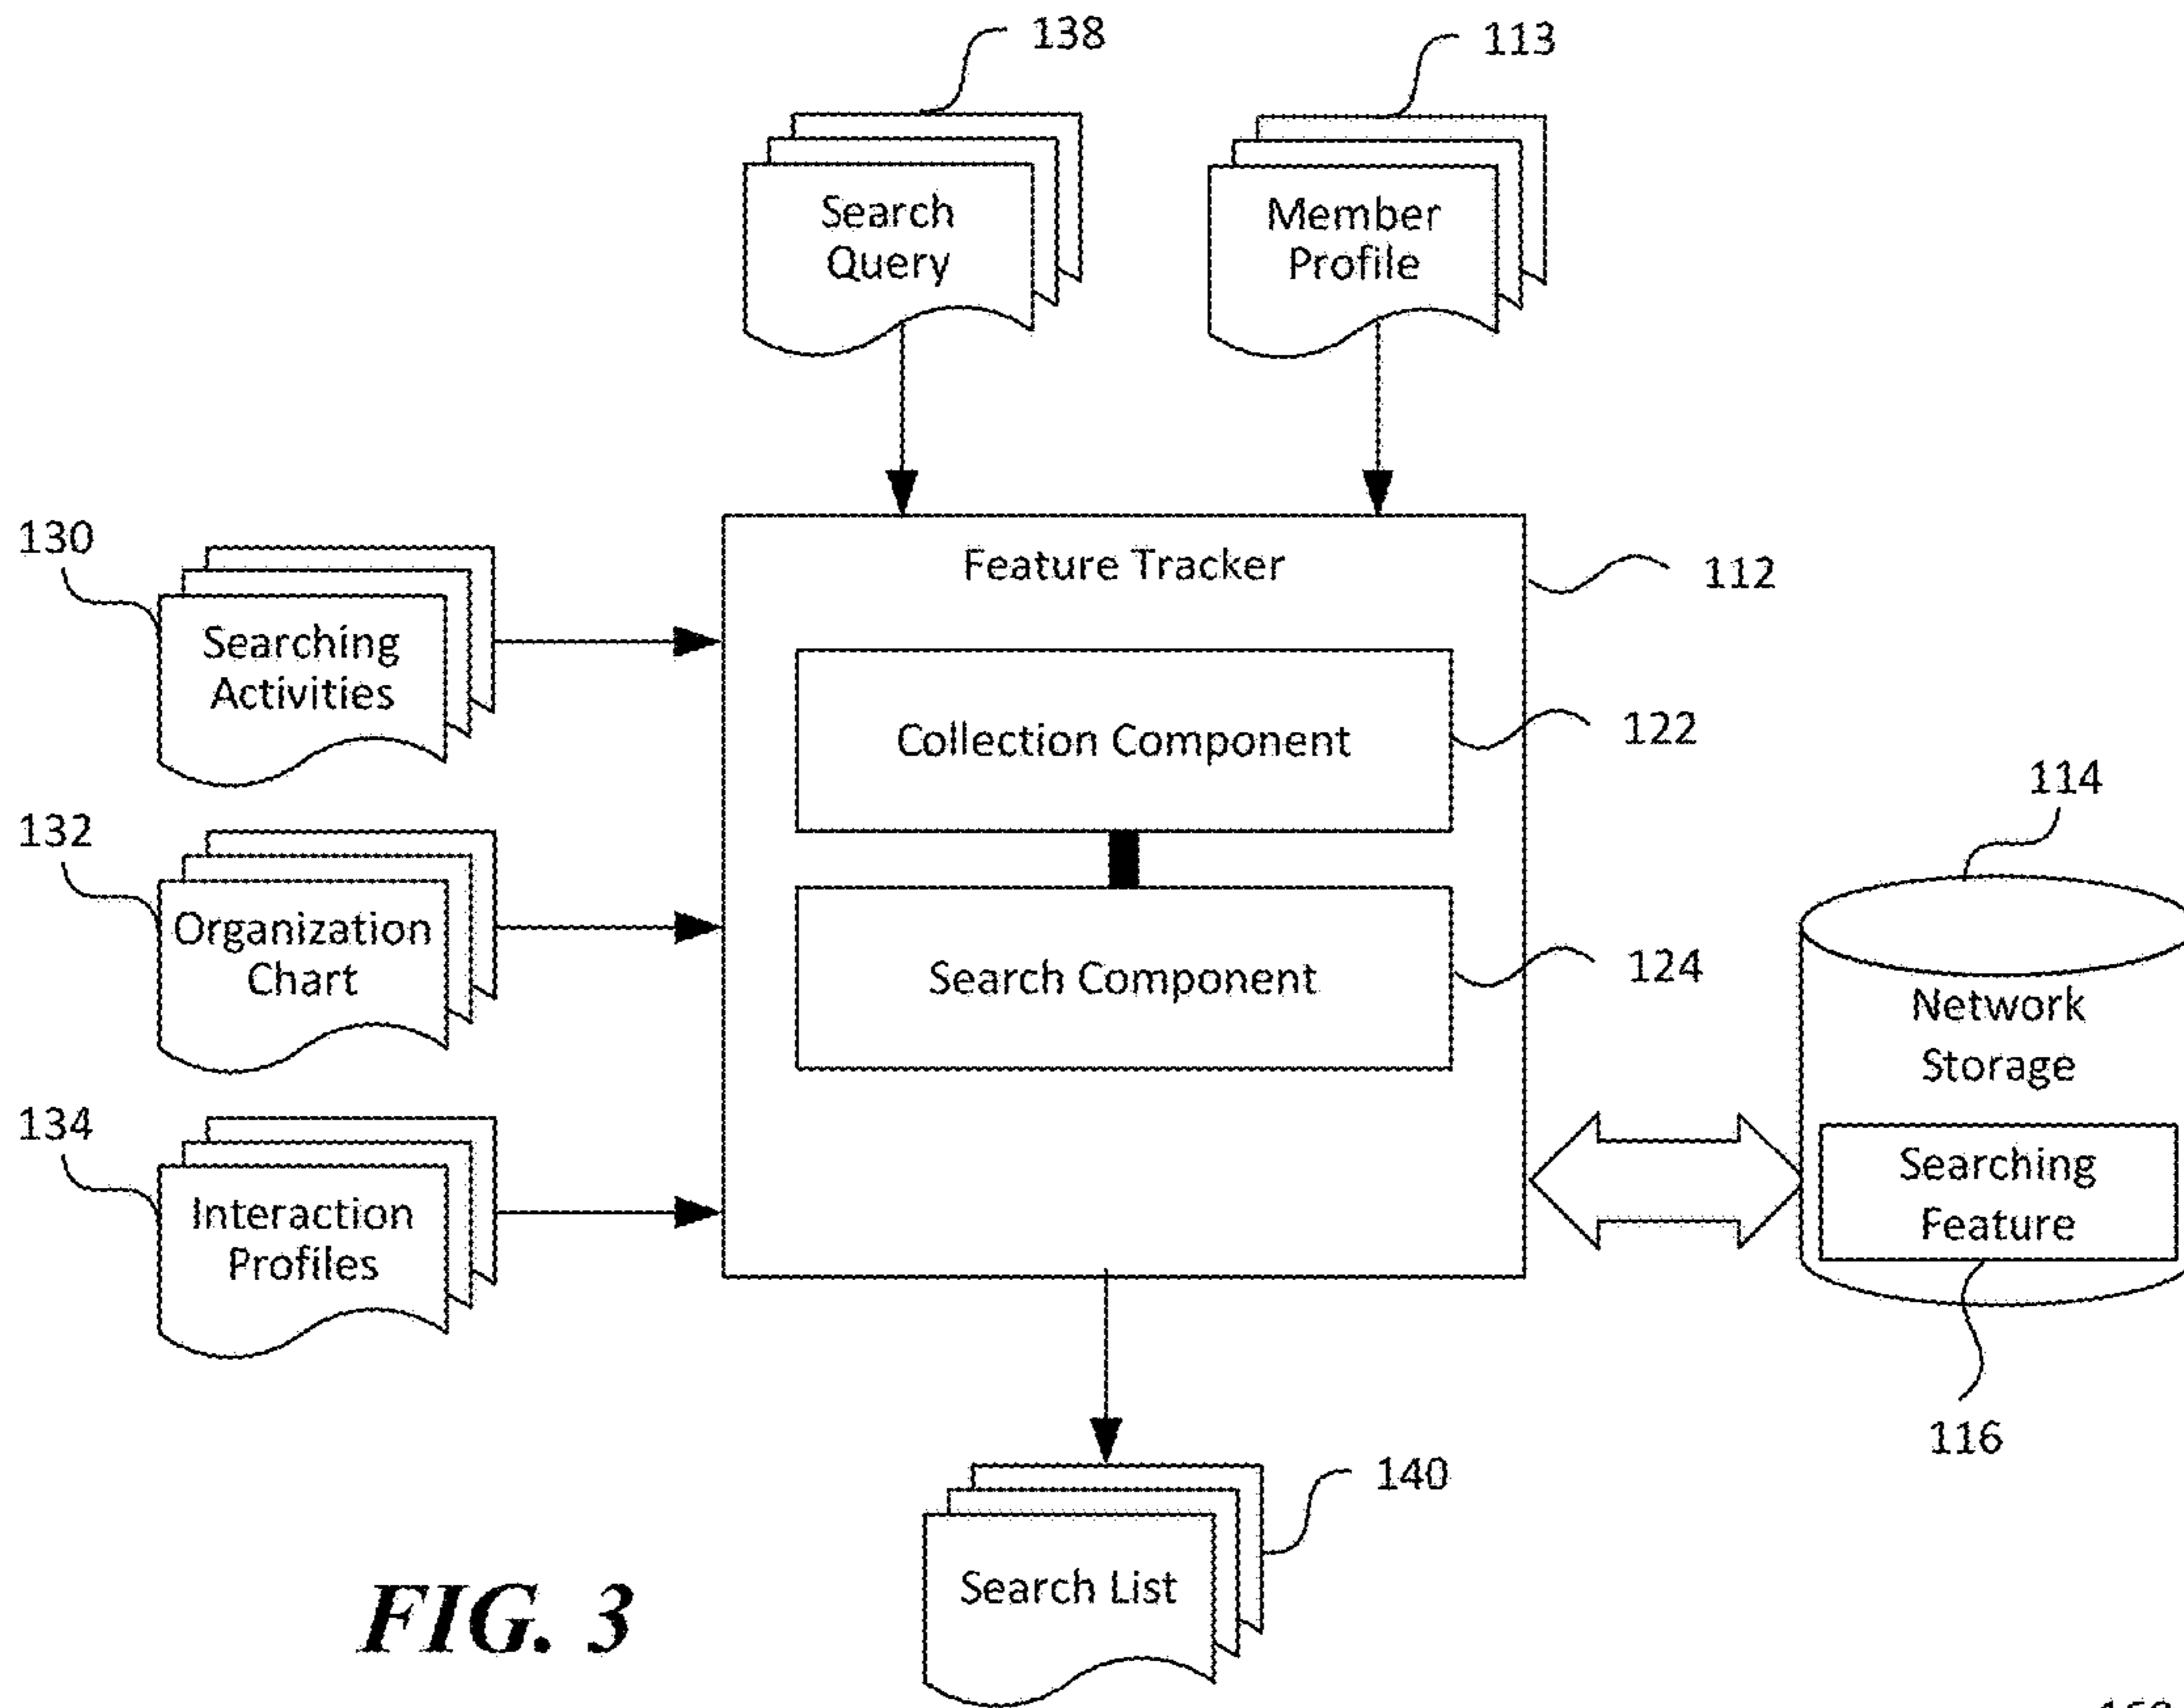 138
113
Search
Query
Member
Profile
130
Searching
Activities
Feature Tracker
112
Collection Component
122
132
Organization
Chart
Search Component
124
114
Network
Storage
134
Interaction
Profiles
Searching
Feature
116
140
Search List
FIG. 3